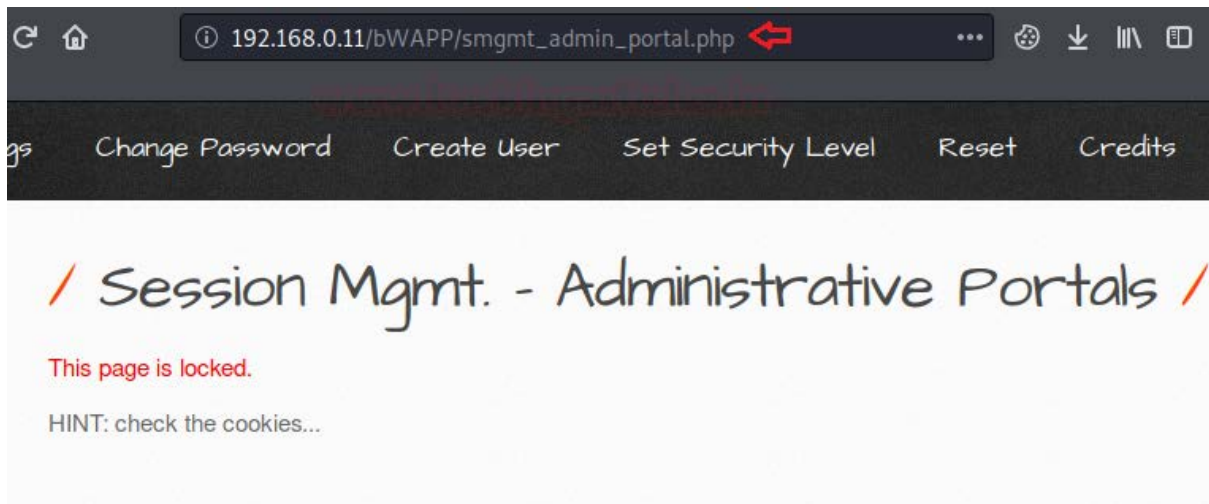 192.168.0.11/bWAPP/smgmt_admin_portal.php
gs Change Password Create User Set Security Level Reset Credits
/ Session Mgmt. - Administrative Portals /
This page is locked.
HINT: check the cookies...